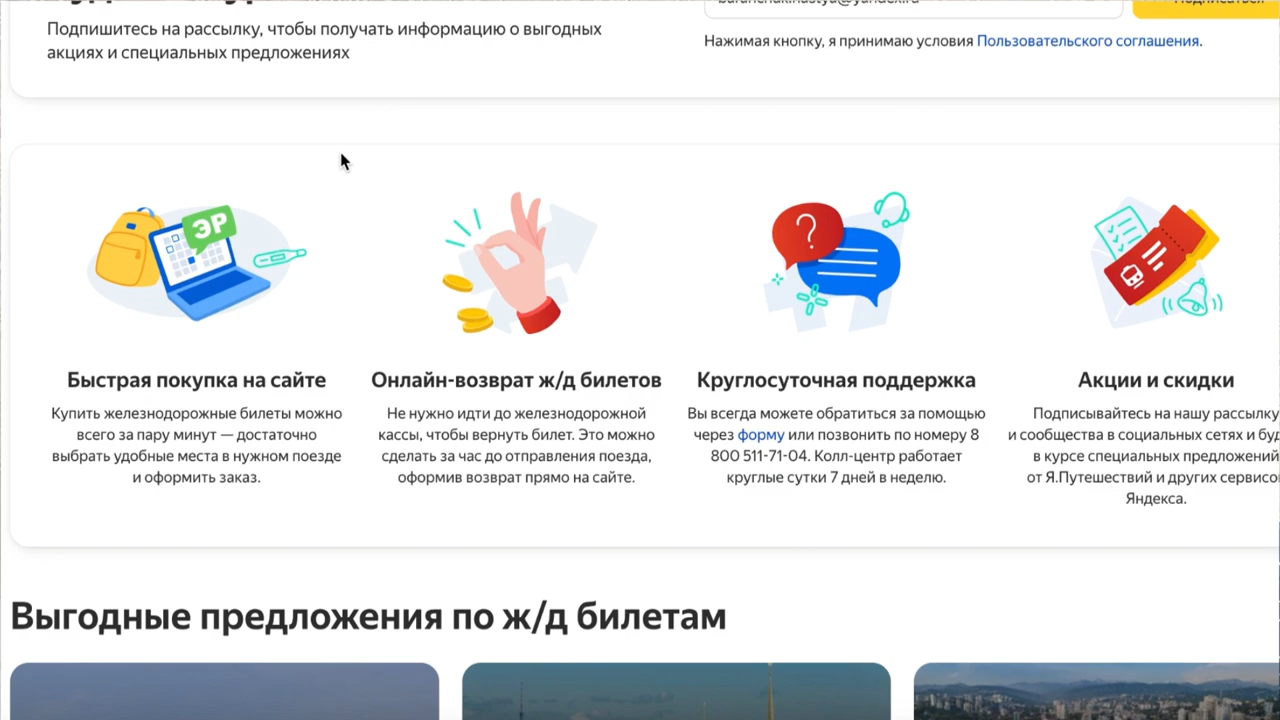 Подпишитесь на рассылку, чтобы получать информацию о выгодных
акциях и специальных предложениях
Нажимая кнопку, я принимаю условия Пользовательского соглашения.
ЭР
?
Быстрая покупка на сайте
Купить железнодорожные билеты можно
всего за пару минут — достаточно
выбрать удобные места в нужном поезде
и оформить заказ.
Онлайн-возврат ж/д билетов
Не нужно идти до железнодорожной
кассы, чтобы вернуть билет. Это можно
сделать за час до отправления поезда,
оформив возврат прямо на сайте.
Круглосуточная поддержка
Вы всегда можете обратиться за помощью
через форму или позвонить по номеру 8
800 511-71-04. Колл-центр работает
круглые сутки 7 дней в неделю.
Акции и скидки
Подписывайтесь на нашу рассылку
и сообщества в социальных сетях и буд
в курсе специальных предложений
от Я.Путешествий и других сервисо
Яндекса.
Выгодные предложения по ж/д билетам